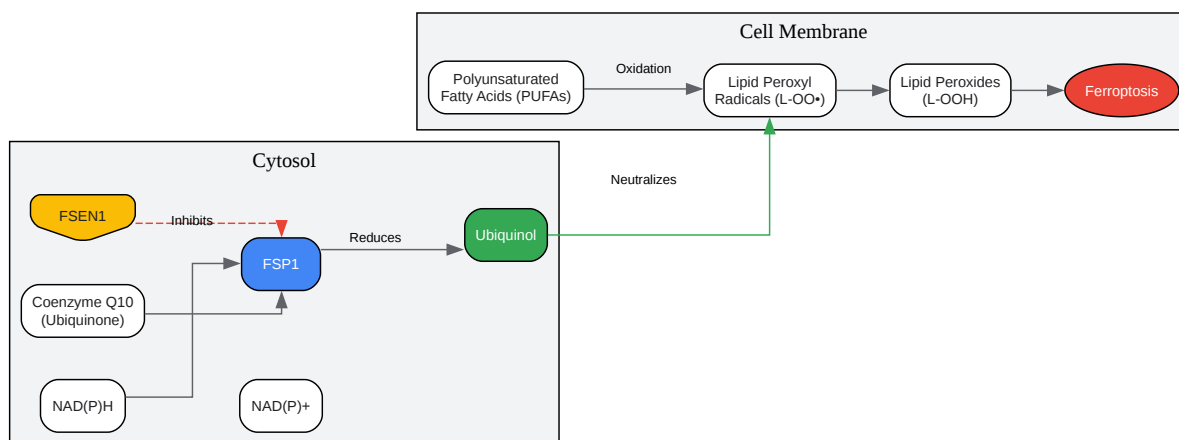 Cell Membrane
Polyunsaturated
Fatty Acids (PUFAs)
Oxidation
Lipid Peroxyl
Radicals (L-OO•)
Lipid Peroxides
(L-OOH)
Ferroptosis
Cytosol
FSEN1
Inhibits
FSP1
Reduces
Ubiquinol
Neutralizes
Coenzyme Q10
(Ubiquinone)
NAD(P)H
NAD(P)+